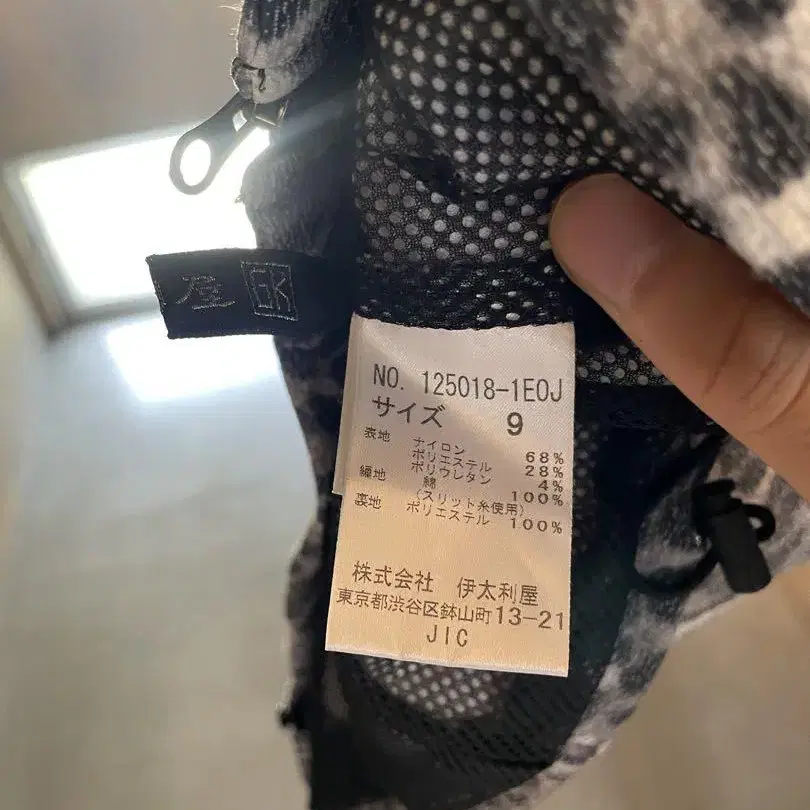 屋 GK
NO. 125018-1E0J
サイズ 9
表地 ナイロン 68%
ポリエステル 28%
ポリウレタン 4%
編地 綿 100%
(スリット糸使用)
裏地 ポリエステル 100%
株式会社 伊太利屋
東京都渋谷区鉢山町13-21
JIC